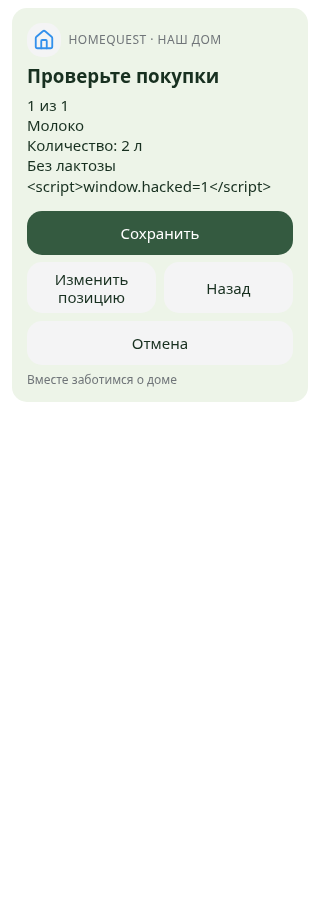 HOMEQUEST · НАШ ДОМ
Проверьте покупки
1 из 1
Молоко
Количество: 2 л
Без лактозы
<script>window.hacked=1</script>
Сохранить
Изменить
позицию
Назад
Отмена
Вместе заботимся о доме